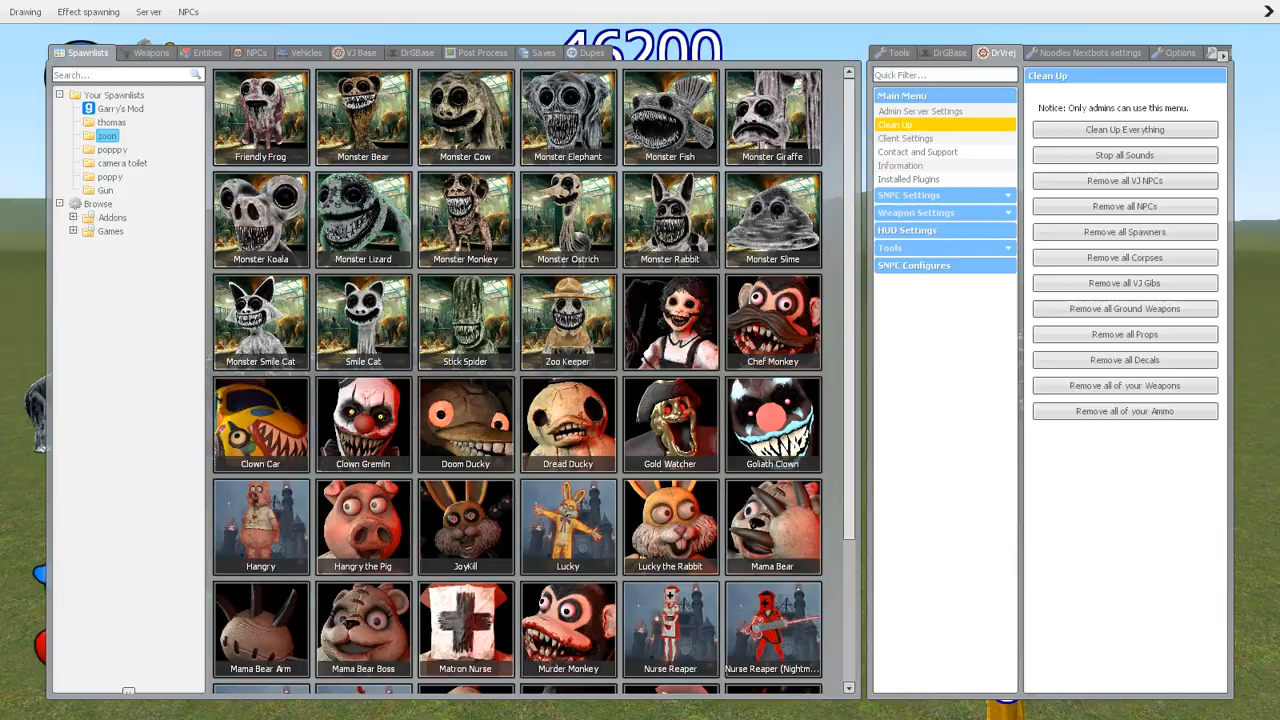 Drawing Effect spawning Server NPCs
46200
Spawnlists Weapons Entities NPCs Vehicles VJ Base DrGBase Post Process Saves Dupes
Tools DrGBase DrVrej Noodles Nextbots settings Options
Search...
Your Spawnlists
Garry's Mod
thomas
zoon
popppy
camera toilet
poppy
Gun
Browse
Addons
Games
Friendly Frog Monster Bear Monster Cow Monster Elephant Monster Fish Monster Giraffe
Monster Koala Monster Lizard Monster Monkey Monster Ostrich Monster Rabbit Monster Slime
Monster Smile Cat Smile Cat Stick Spider Zoo Keeper Chef Monkey
Clown Car Clown Gremlin Doom Ducky Dread Ducky Gold Watcher Goliath Clown
Hangry Hangry the Pig JoyKill Lucky Lucky the Rabbit Mama Bear
Mama Bear Arm Mama Bear Boss Matron Nurse Murder Monkey Nurse Reaper Nurse Reaper (Nightm...
Quick Filter...
Main Menu
Admin Server Settings
Clean Up
Client Settings
Contact and Support
Information
Installed Plugins
SNPC Settings
Weapon Settings
HUD Settings
Tools
SNPC Configures
Clean Up
Notice: Only admins can use this menu.
Clean Up Everything
Stop all Sounds
Remove all VJ NPCs
Remove all NPCs
Remove all Spawners
Remove all Corpses
Remove all VJ Gibs
Remove all Ground Weapons
Remove all Props
Remove all Decals
Remove all of your Weapons
Remove all of your Ammo